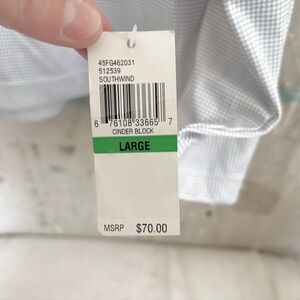 45FG462031
512539
SOUTHWIND
6 76108 33665 7
CINDER BLOCK
LARGE
MSRP $70.00